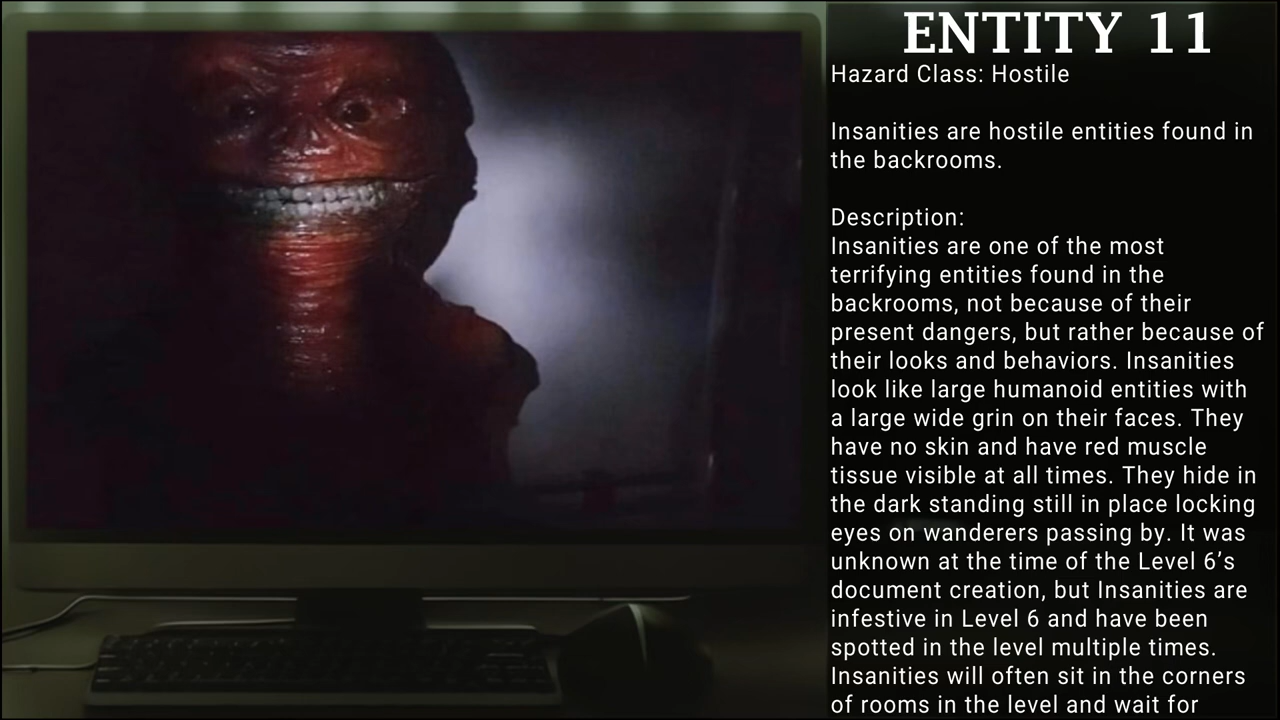 ENTITY 11
Hazard Class: Hostile
Insanities are hostile entities found in
the backrooms.
Description:
Insanities are one of the most
terrifying entities found in the
backrooms, not because of their
present dangers, but rather because of
their looks and behaviors. Insanities
look like large humanoid entities with
a large wide grin on their faces. They
have no skin and have red muscle
tissue visible at all times. They hide in
the dark standing still in place locking
eyes on wanderers passing by. It was
unknown at the time of the Level 6’s
document creation, but Insanities are
infestive in Level 6 and have been
spotted in the level multiple times.
Insanities will often sit in the corners
of rooms in the level and wait for